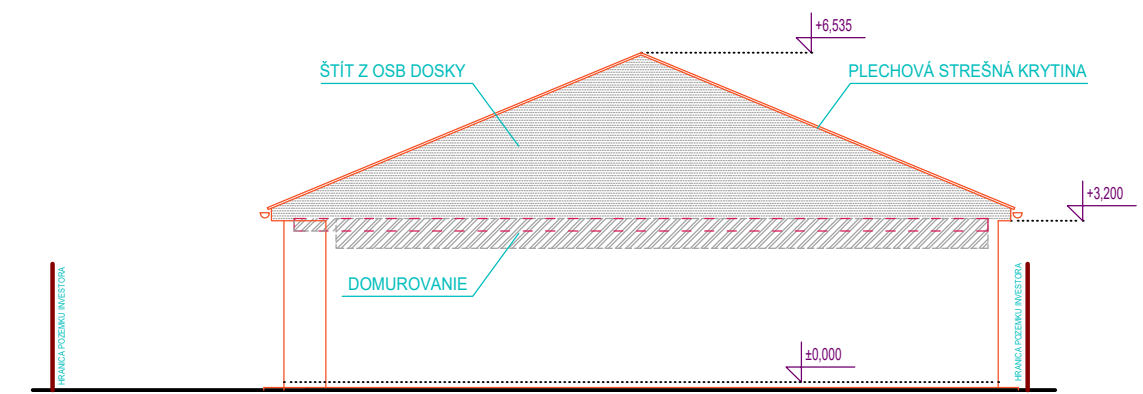 +6,535
ŠTÍT Z OSB DOSKY
PLECHOVÁ STREŠNÁ KRYTINA
+3,200
DOMUROVANIE
HRANICA POZEMKU INVESTORA
HRANICA POZEMKU INVESTORA
±0,000